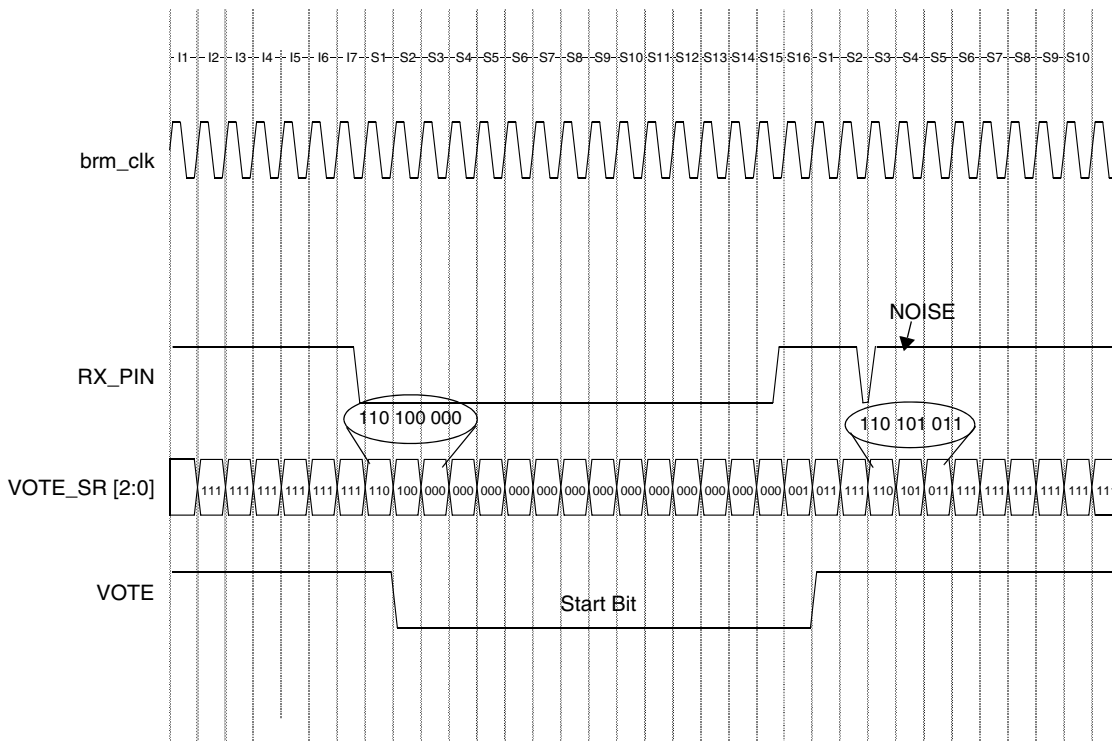 I1 I2 I3 I4 I5 I6 I7 S1 S2 S3 S4 S5 S6 S7 S8 S9 S10 S11 S12 S13 S14 S15 S16 S1 S2 S3 S4 S5 S6 S7 S8 S9 S10
brm_clk
NOISE
RX_PIN
110 100 000
110 101 011
VOTE_SR [2:0]
111 111 111 111 111 111 110 100 000 000 000 000 000 000 000 000 000 000 000 000 000 001 011 111 110 101 011 111 111 111 111 111 11
VOTE
Start Bit